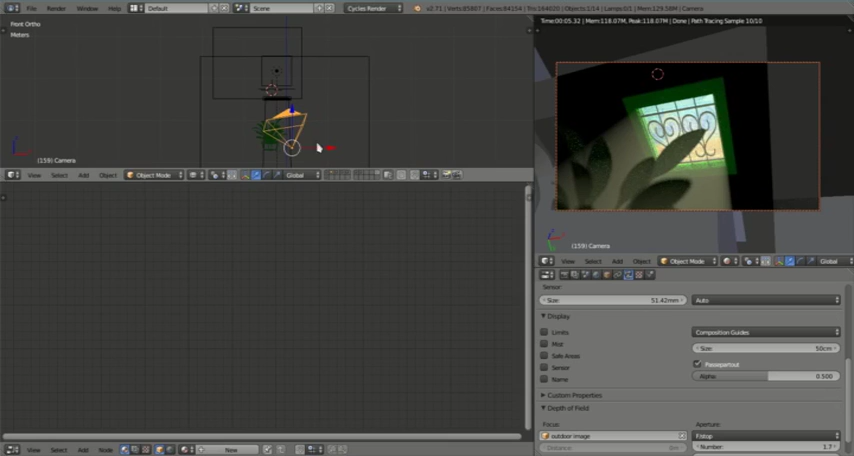 File Render Window Help Default Scene Cycles Render v2.71 | Verts:85807 | Faces:84154 | Tris:164020 | Objects:1/14 | Lamps:0/1 | Mem:129.58M | Camera
Front Ortho
Meters
(159) Camera
View Select Add Object Object Mode Global
Time:00:05.32 | Mem:118.07M, Peak:118.07M | Done | Path Tracing Sample 10/10
(159) Camera
View Select Add Object Object Mode Global
Sensor:
Size: 51.42mm Auto
Display
Limits Composition Guides
Mist Size: 50cm
Safe Areas Passepartout
Sensor Alpha: 0.500
Name
Custom Properties
Depth of Field
Focus: Aperture:
outdoor image F/stop
Distance: 0m Number: 1.7
View Select Add Node New